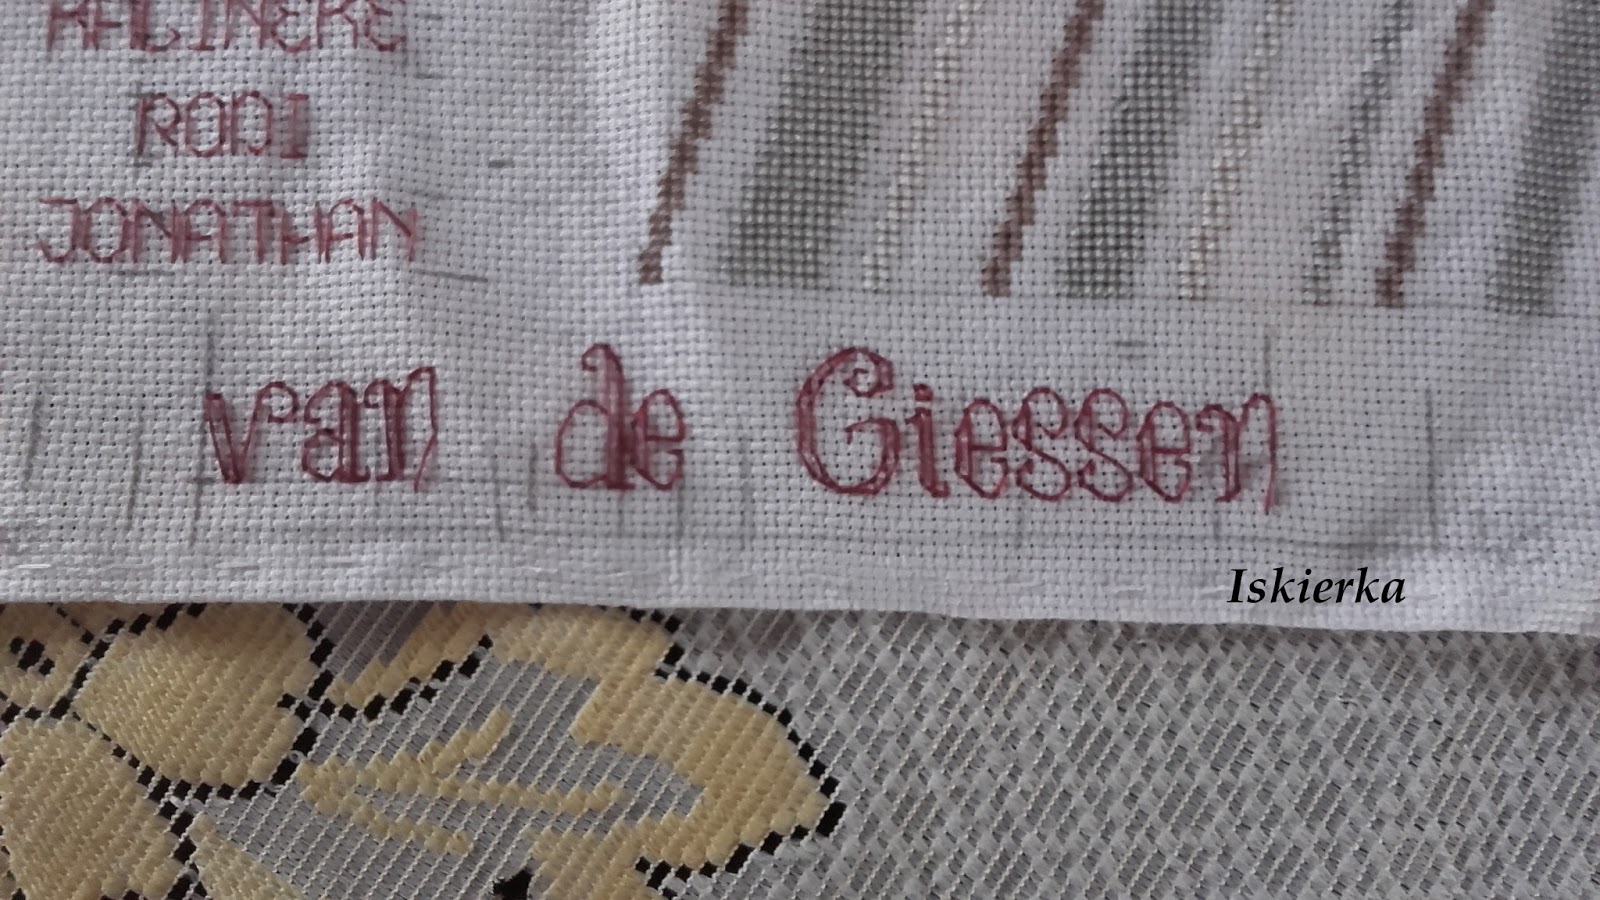 RODI
JONATHAN
van de Giessen
Iskierka